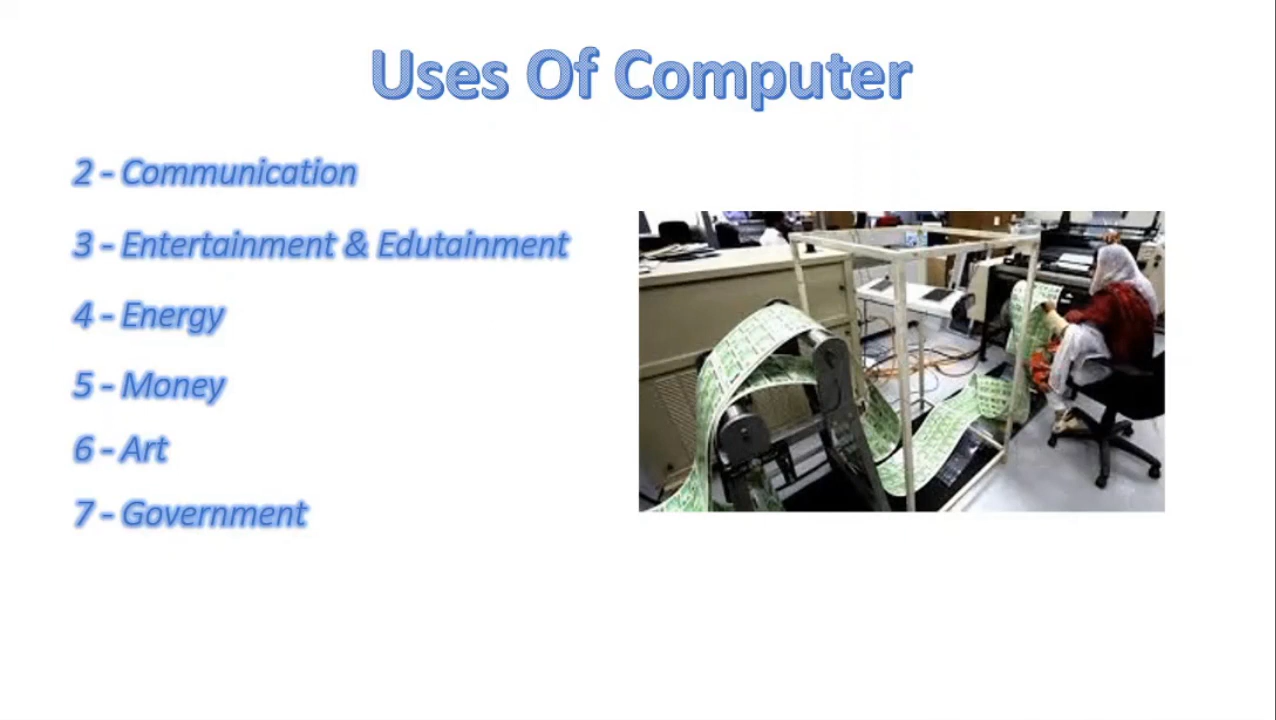 Uses Of Computer
2 - Communication
3 - Entertainment & Edutainment
4 - Energy
5 - Money
6 - Art
7 - Government